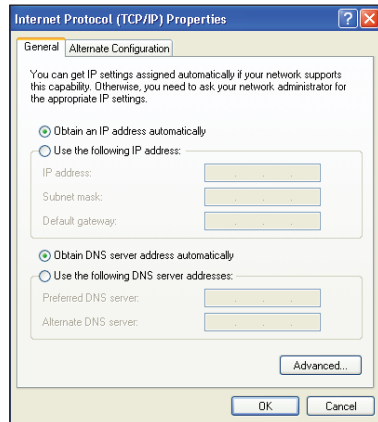 Internet Protocol (TCP/IP) Properties
General
Alternate Configuration
You can get IP settings assigned automatically if your network supports
this capability. Otherwise, you need to ask your network administrator for
the appropriate IP settings.
Obtain an IP address automatically
Use the following IP address:
IP address:
Subnet mask:
Default gateway:
Obtain DNS server address automatically
Use the following DNS server addresses:
Preferred DNS server:
Alternate DNS server:
Advanced...
OK
Cancel